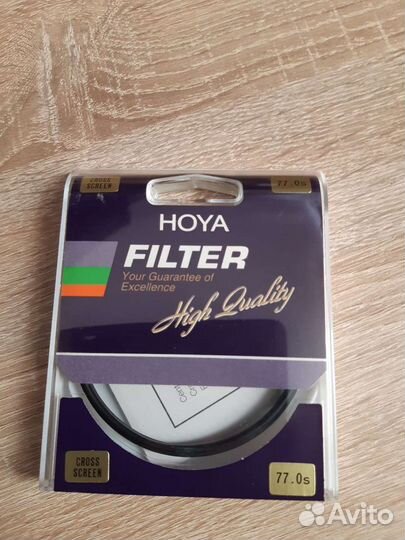 CROSS
SCREEN
77.0s
HOYA
FILTER
Your Guarantee of
Excellence
High Quality
CROSS
SCREEN
77.0s
Avito